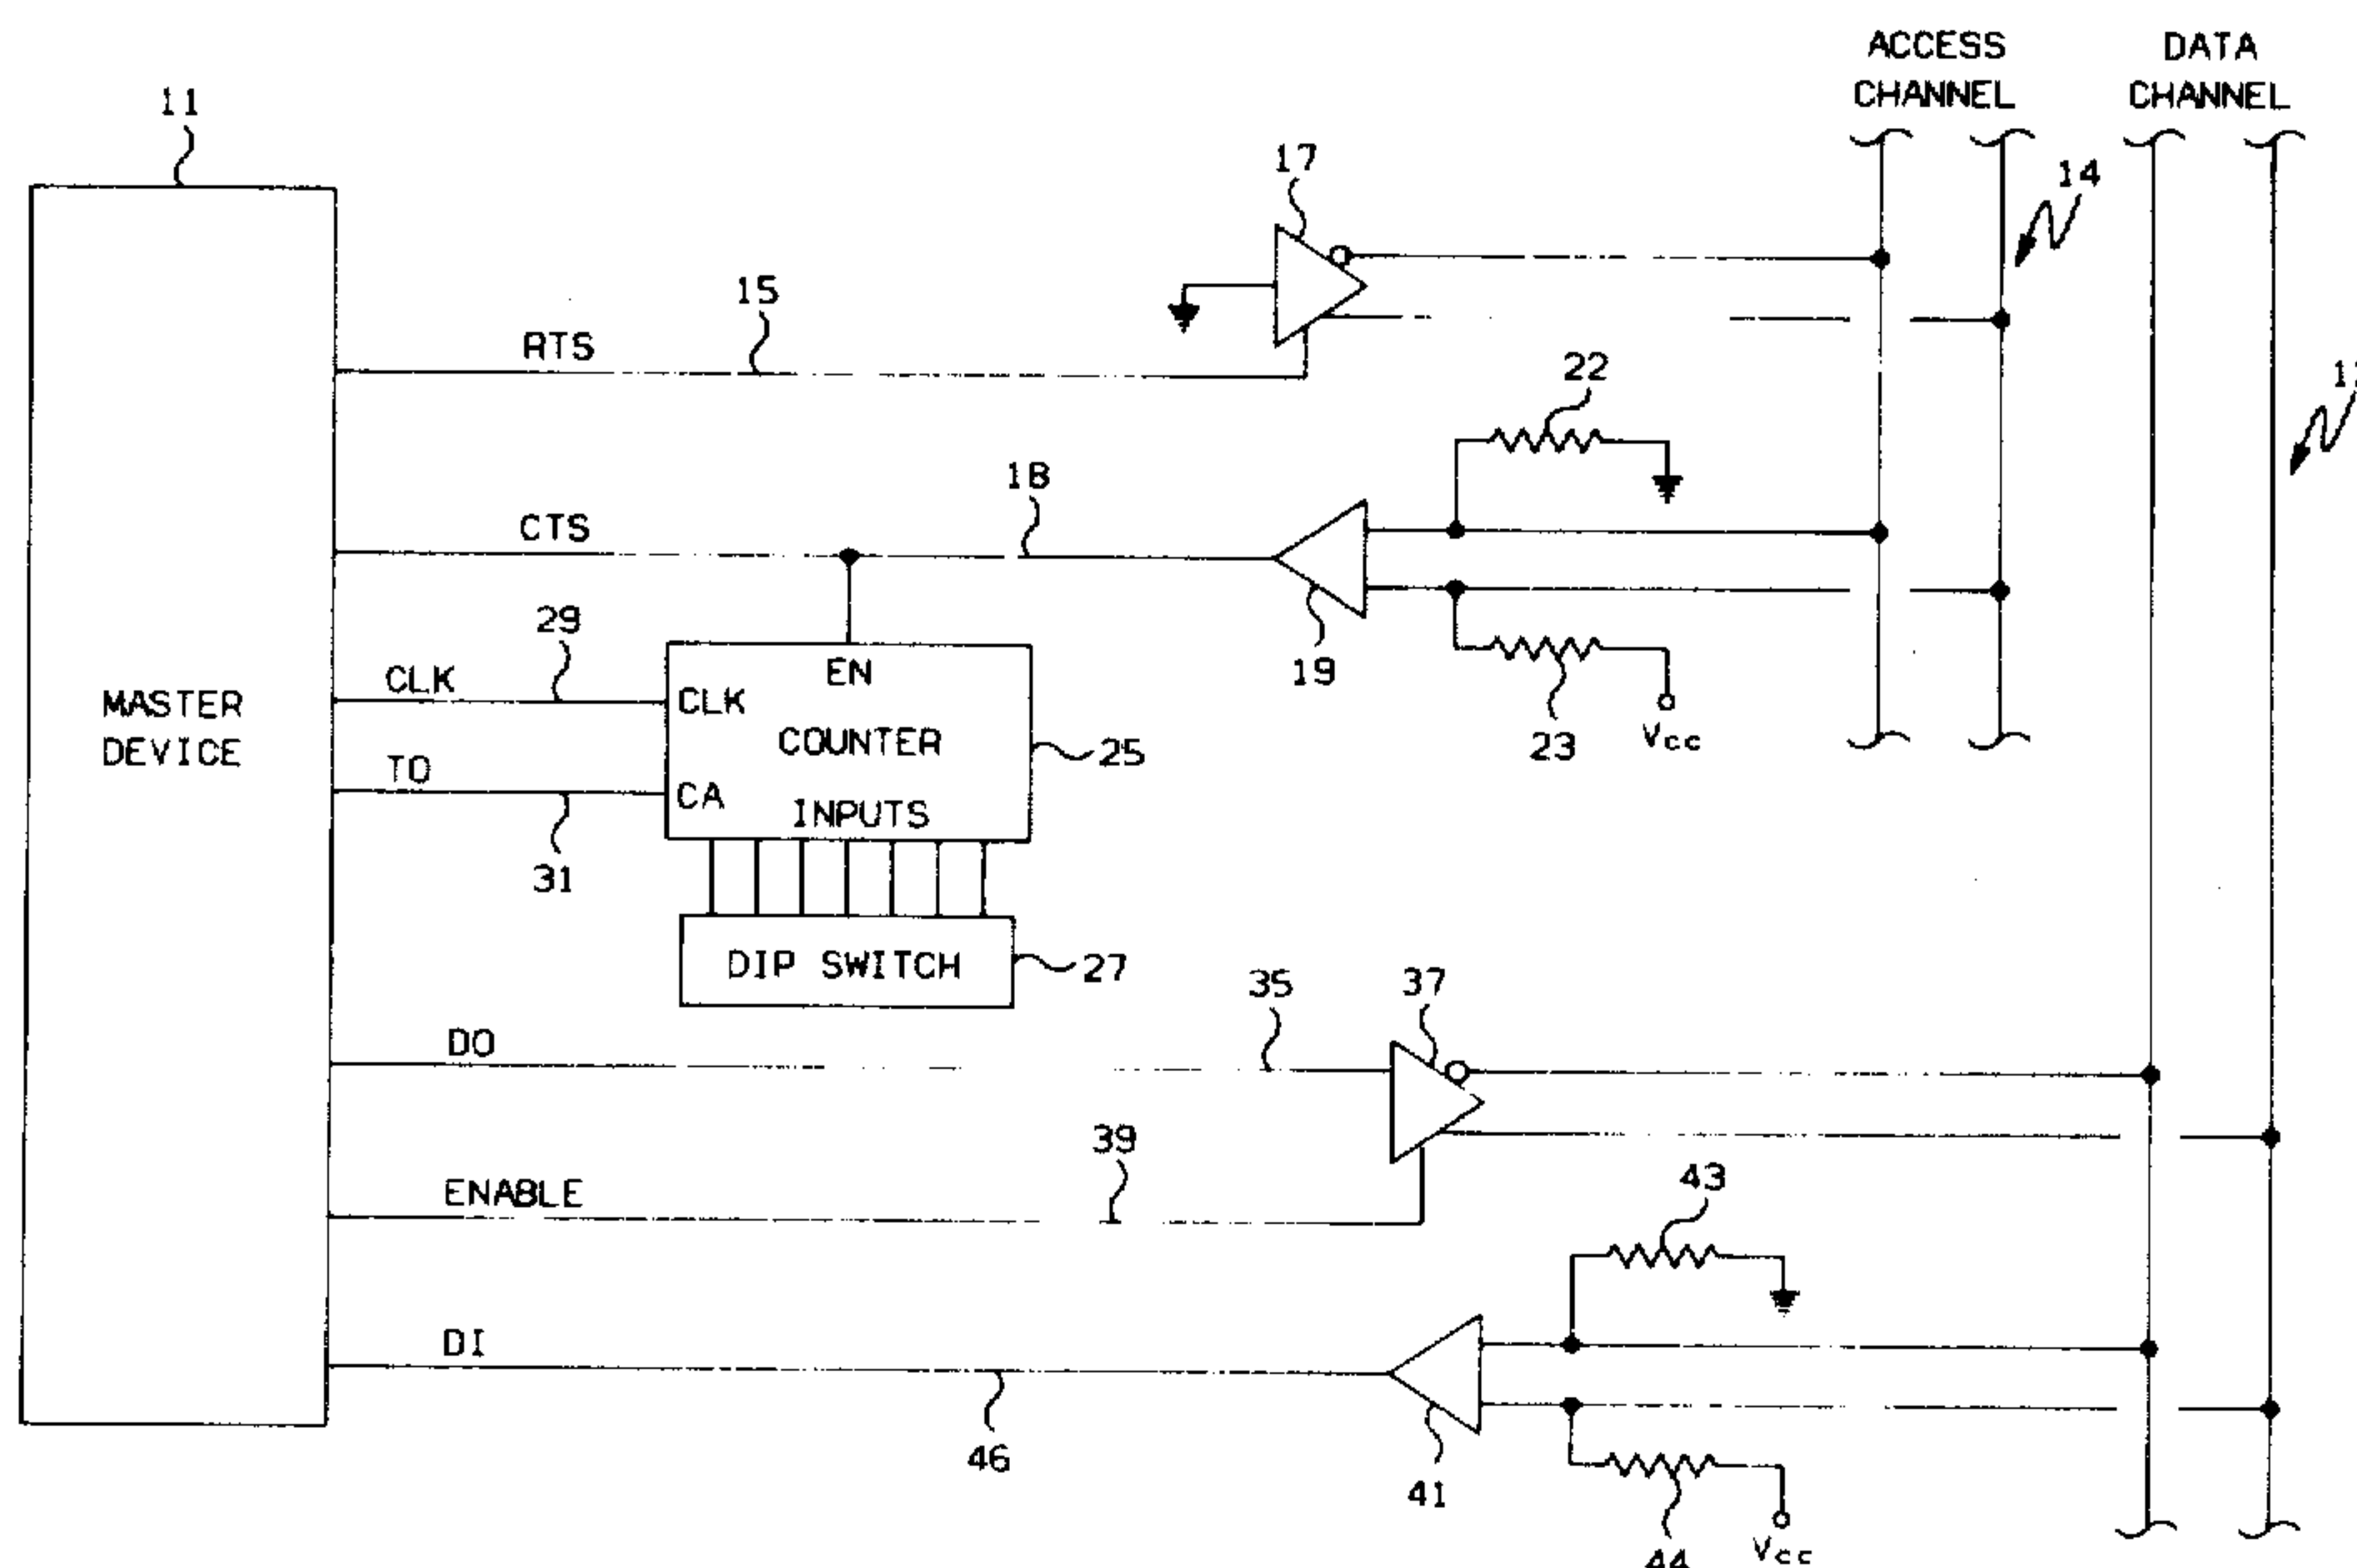 ACCESS
CHANNEL
DATA
CHANNEL
11
17
14
15
RTS
22
18
CTS
29
CLK
CLK
EN
COUNTER
25
19
23
Vcc
MASTER
DEVICE
TO
CA
INPUTS
31
DIP SWITCH
27
DO
35
37
39
ENABLE
43
DI
46
41
44
Vcc